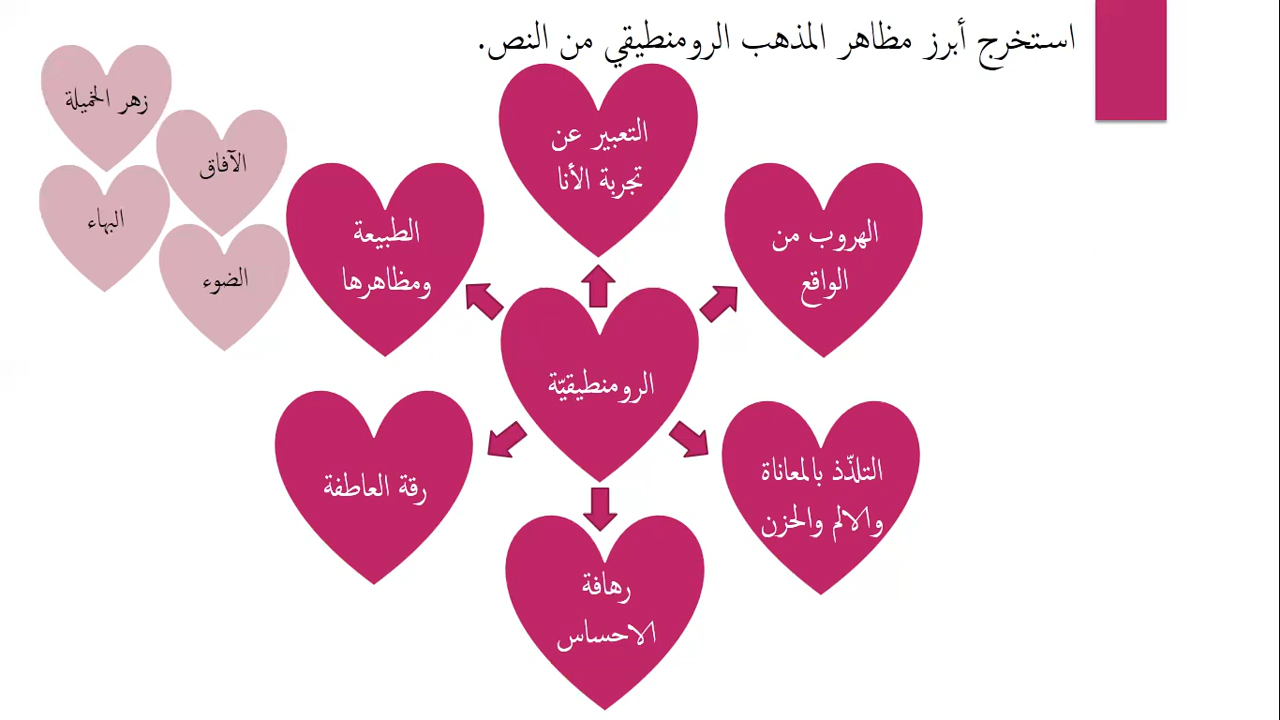 استخرج أبرز مظاهر المذهب الرومنطيقي من النص.
التعبير عن
تجربة الأنا
الهروب من
الواقع
التلذّذ بالمعاناة
والالم والحزن
رهافة
الاحساس
رقة العاطفة
الطبيعة
ومظاهرها
الرومنطيقيّة
زهر الخميلة
الآفاق
البهاء
الضوء